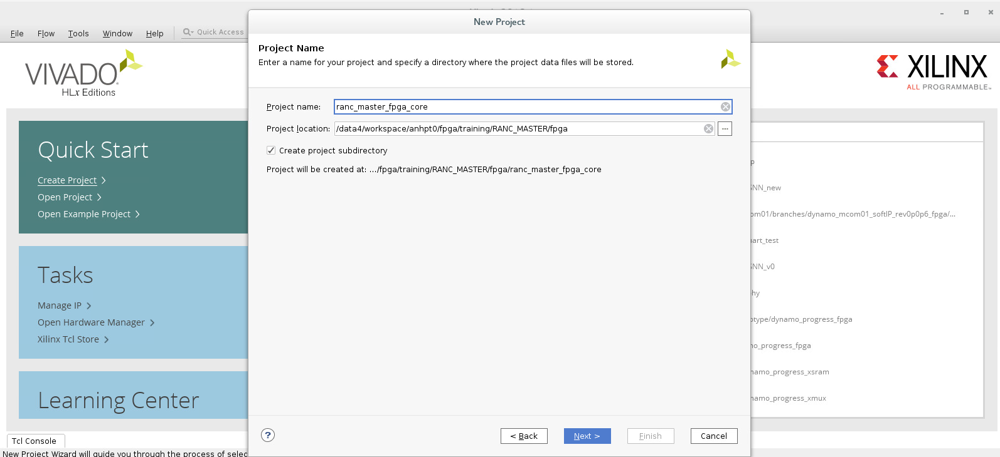 New Project
File Flow Tools Window Help Quick Access
Project Name
Enter a name for your project and specify a directory where the project data files will be stored.
VIVADO
HLx Editions
XILINX
ALL PROGRAMMABLE
Project name: ranc_master_fpga_core
Project location: /data4/workspace/anhpt0/fpga/training/RANC_MASTER/fpga ...
Create project subdirectory
Project will be created at: .../fpga/training/RANC_MASTER/fpga/ranc_master_fpga_core
Quick Start
Create Project >
Open Project >
Open Example Project >
Tasks
Manage IP >
Open Hardware Manager >
Xilinx Tcl Store >
Learning Center
p
NN_new
om01/branches/dynamo_mcom01_softIP_rev0p0p6_fpga/...
art_test
NN_v0
hy
otype/dynamo_progress_fpga
no_progress_fpga
namo_progress_xsram
namo_progress_xmux
? < Back Next > Finish Cancel
Tcl Console
New Project Wizard will guide you through the process of selec